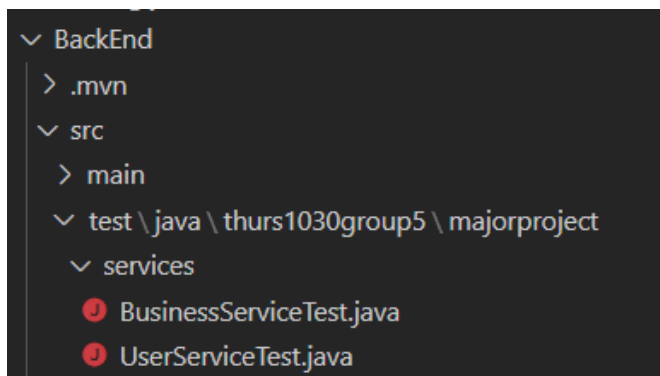 BackEnd
.mvn
src
main
test \ java \ thurs1030group5 \ majorproject
services
J BusinessServiceTest.java
J UserServiceTest.java